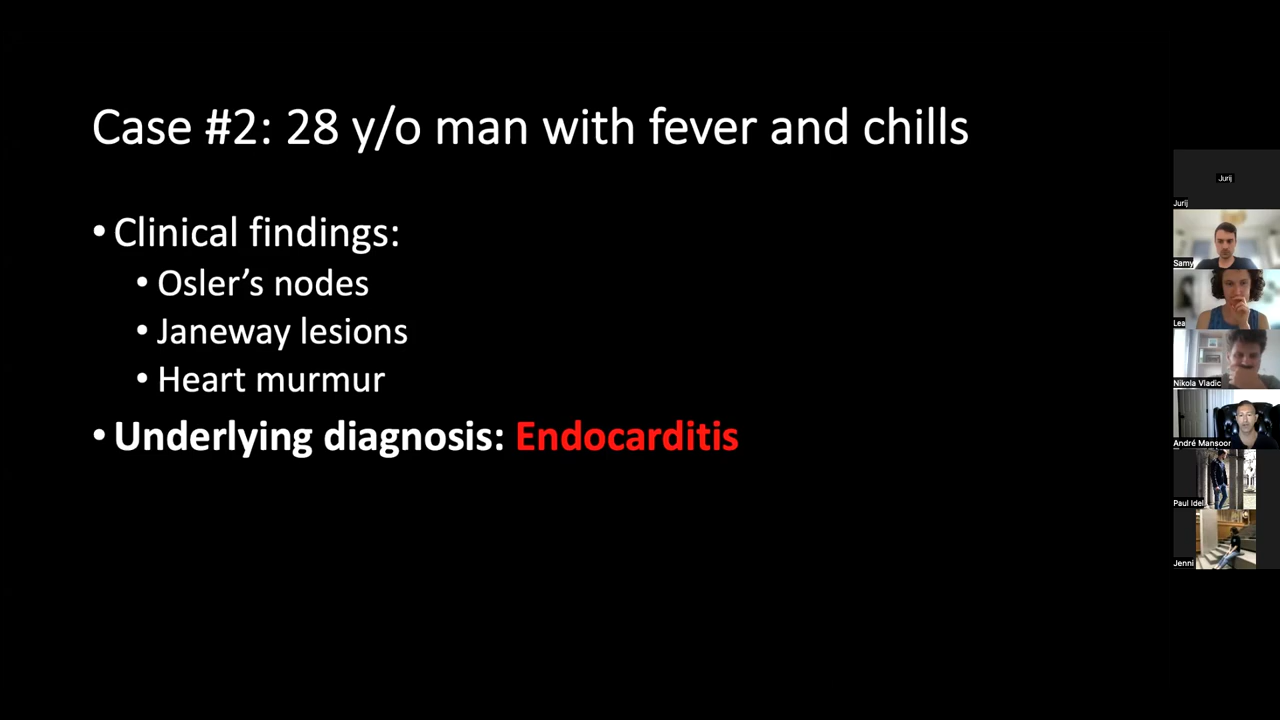 Case #2: 28 y/o man with fever and chills
• Clinical findings:
• Osler’s nodes
• Janeway lesions
• Heart murmur
• Underlying diagnosis: Endocarditis
Jurij
Jurij
Samy
Lea
Nikola Vladic
André Mansoor
Paul Idel
Jenni